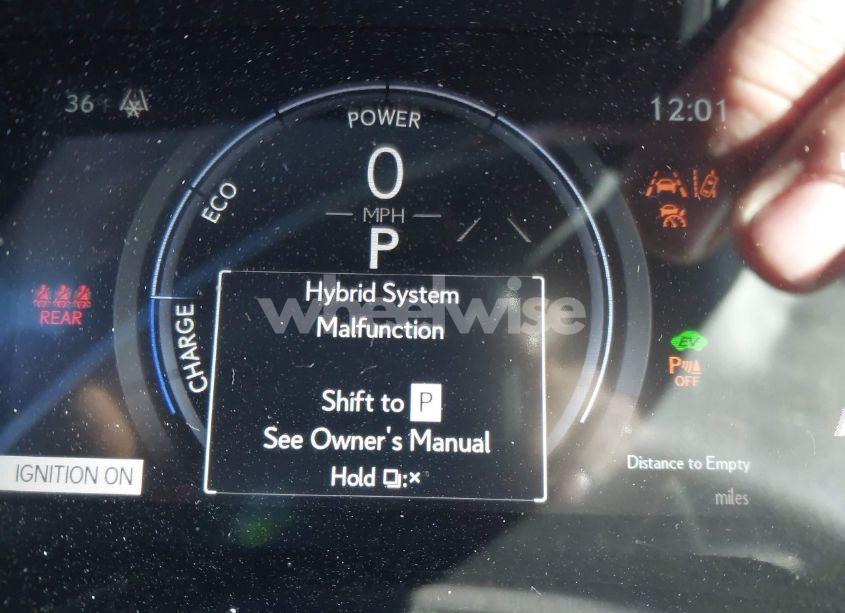 36
12:01
POWER
0
MPH
P
ECO
CHARGE
REAR
Hybrid System
Malfunction
Shift to P
See Owner's Manual
Hold :×
wheelwise
EV
P
OFF
IGNITION ON
Distance to Empty
miles